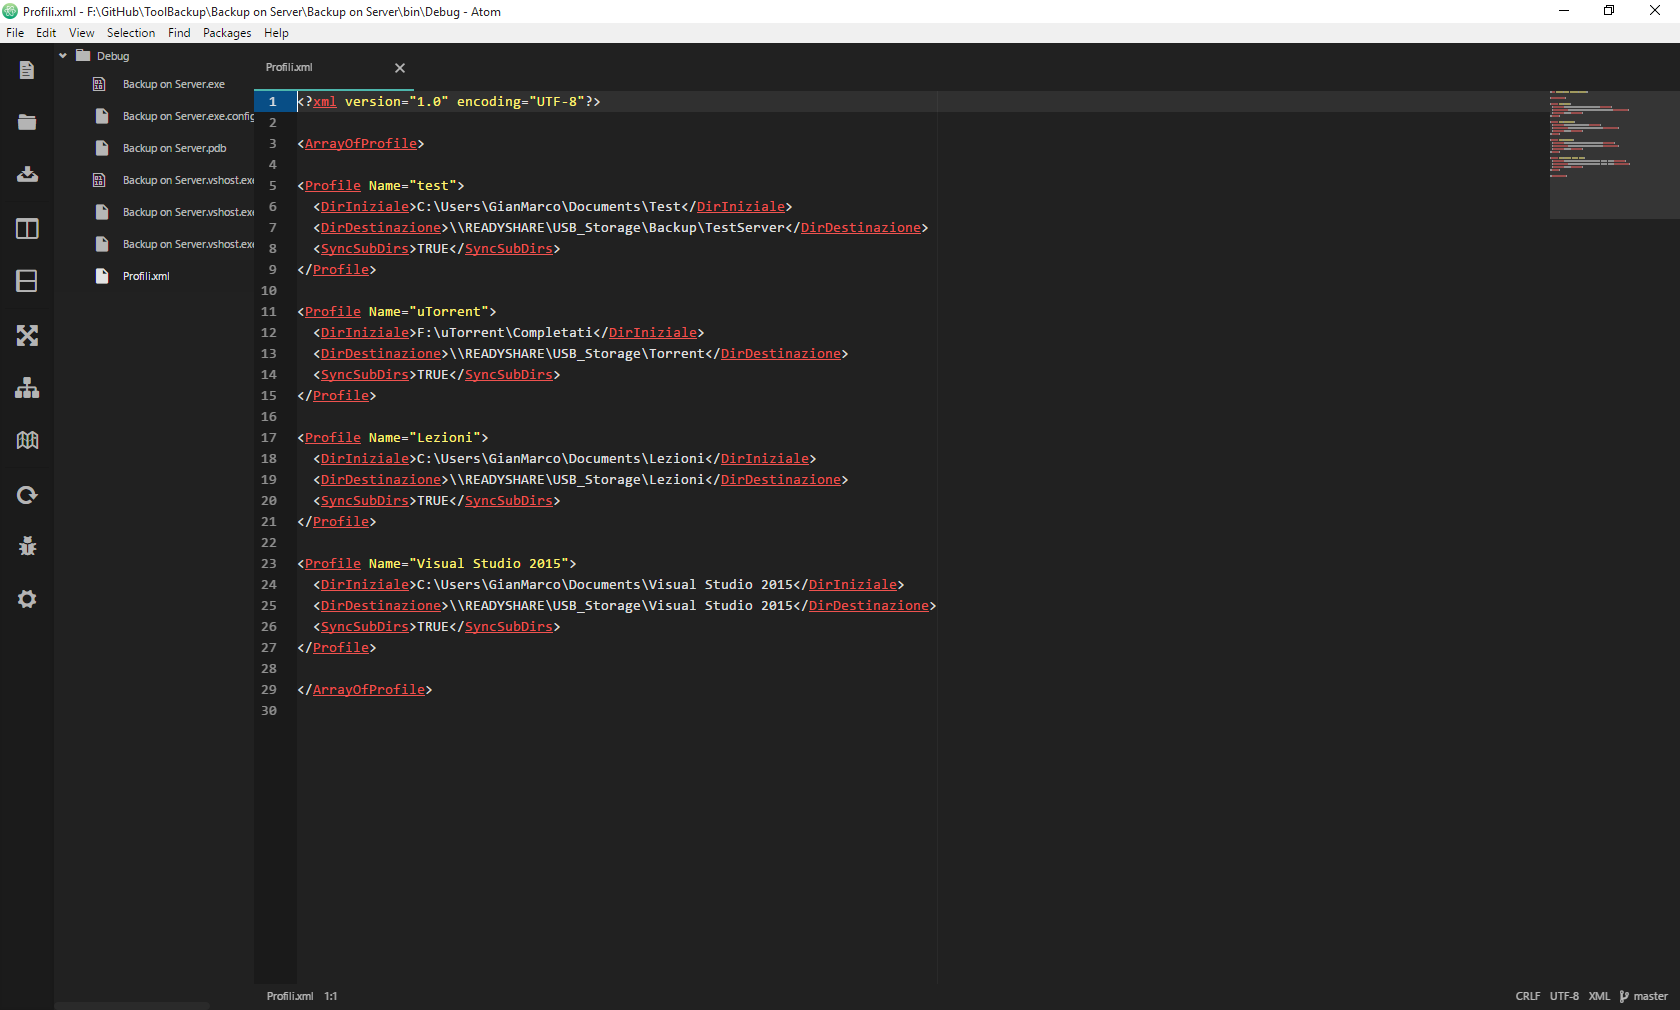 Profili.xml - F:\GitHub\ToolBackup\Backup on Server\Backup on Server\bin\Debug - Atom
File Edit View Selection Find Packages Help
Debug
Backup on Server.exe
Backup on Server.exe.config
Backup on Server.pdb
Backup on Server.vshost.exe
Backup on Server.vshost.exe
Backup on Server.vshost.exe
Profili.xml
Profili.xml
1 <?xml version="1.0" encoding="UTF-8"?>
2
3 <ArrayOfProfile>
4
5 <Profile Name="test">
6   <DirIniziale>C:\Users\GianMarco\Documents\Test</DirIniziale>
7   <DirDestinazione>\\READYSHARE\USB_Storage\Backup\TestServer</DirDestinazione>
8   <SyncSubDirs>TRUE</SyncSubDirs>
9 </Profile>
10
11 <Profile Name="uTorrent">
12   <DirIniziale>F:\uTorrent\Completati</DirIniziale>
13   <DirDestinazione>\\READYSHARE\USB_Storage\Torrent</DirDestinazione>
14   <SyncSubDirs>TRUE</SyncSubDirs>
15 </Profile>
16
17 <Profile Name="Lezioni">
18   <DirIniziale>C:\Users\GianMarco\Documents\Lezioni</DirIniziale>
19   <DirDestinazione>\\READYSHARE\USB_Storage\Lezioni</DirDestinazione>
20   <SyncSubDirs>TRUE</SyncSubDirs>
21 </Profile>
22
23 <Profile Name="Visual Studio 2015">
24   <DirIniziale>C:\Users\GianMarco\Documents\Visual Studio 2015</DirIniziale>
25   <DirDestinazione>\\READYSHARE\USB_Storage\Visual Studio 2015</DirDestinazione>
26   <SyncSubDirs>TRUE</SyncSubDirs>
27 </Profile>
28
29 </ArrayOfProfile>
30
Profili.xml 1:1
CRLF UTF-8 XML master